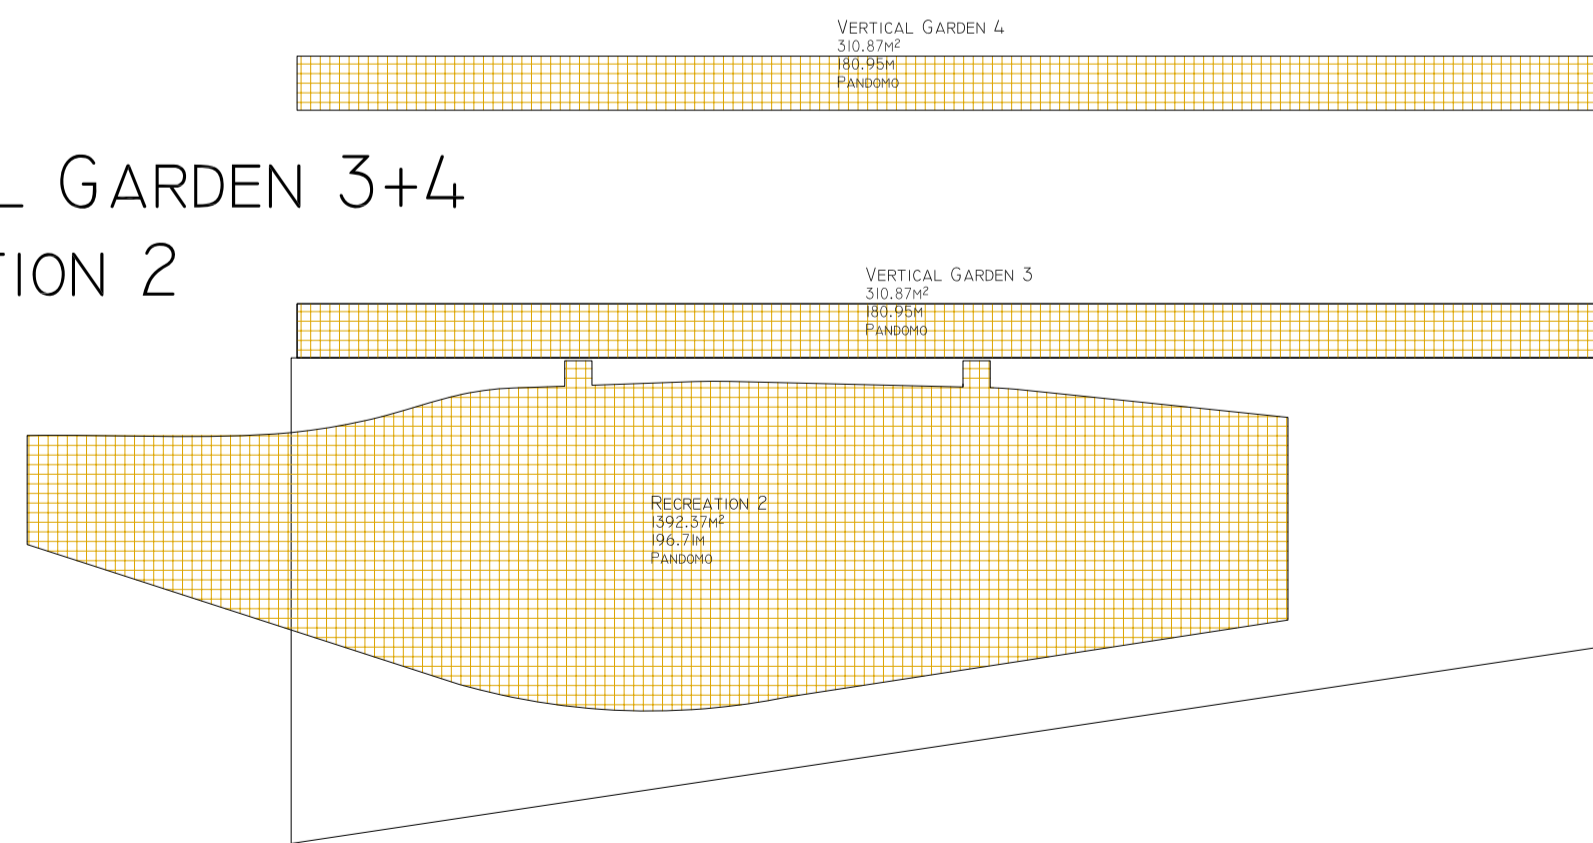 Vertical Garden 4
310.87m²
180.95m
Pandomo
L Garden 3+4
tion 2
Vertical Garden 3
310.87m²
180.95m
Pandomo
Recreation 2
1392.37m²
196.71m
Pandomo